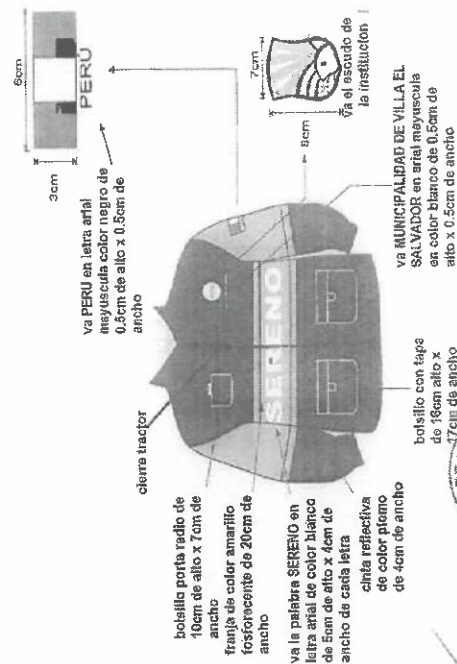 6cm
3cm
PERU
va PERU en letra arial
mayuscula color negro de
0.5cm de alto x 0.5cm de
ancho
7cm
8cm
va el escudo de
la institucion
cierre tractor
bolsillo porta radio de
10cm de alto x 7cm de
ancho
franja de color amarillo
fosforescente de 20cm de
ancho
va la palabra SERENO en
letra arial de color blanco
de 5cm de alto x 4cm de
ancho de cada letra
cinta reflectiva
de color plomo
de 4cm de ancho
SERENO
bolsillo con tapa
de 16cm alto x
17cm de ancho
va MUNICIPALIDAD DE VILLA EL
SALVADOR en arial mayuscula
en color blanco de 0.5cm de
alto x 0.5cm de ancho